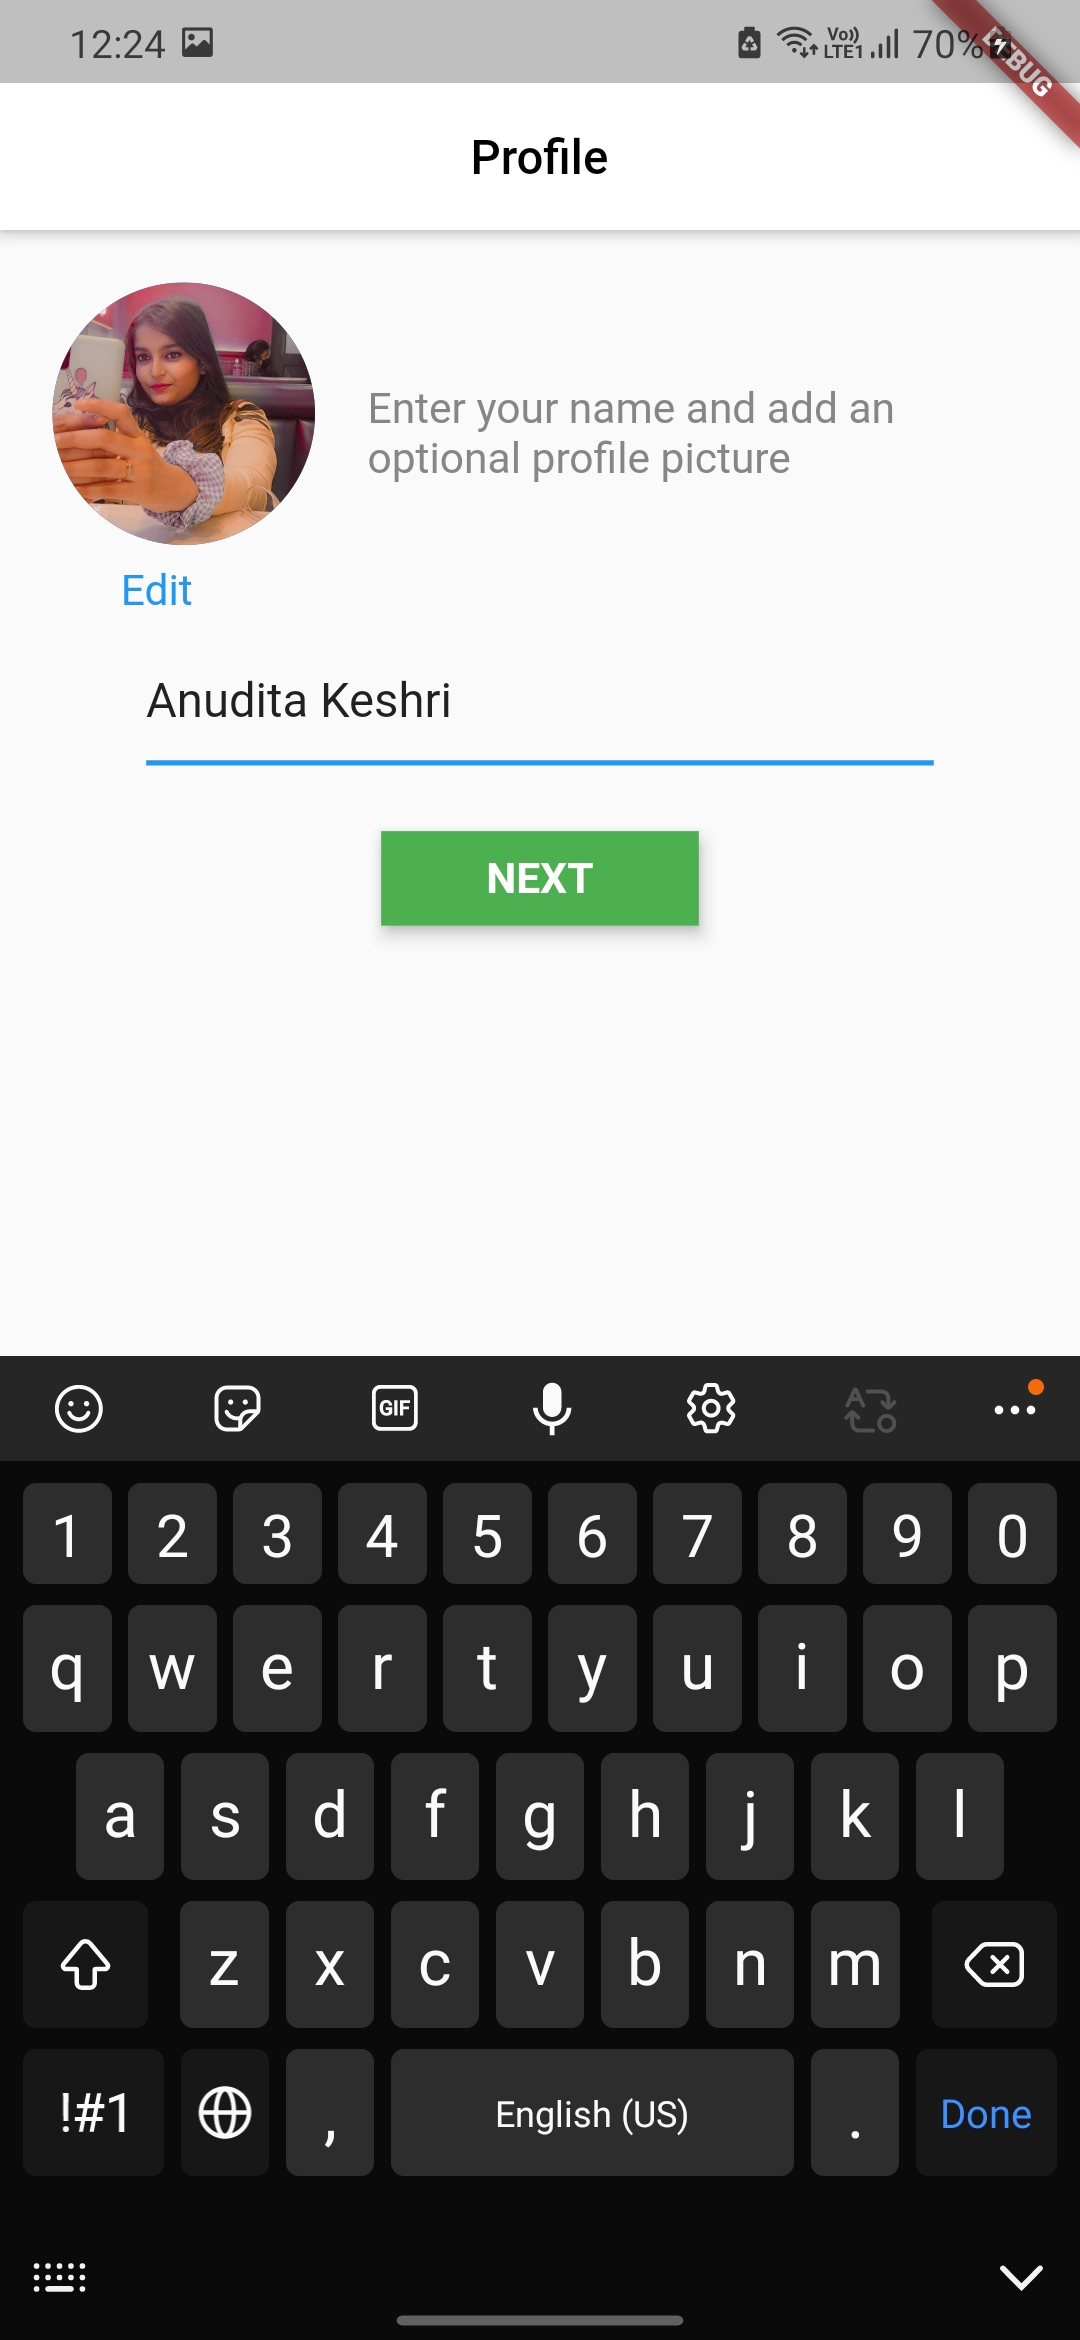 12:24 Vo)) LTE1 70%
DEBUG
Profile
Enter your name and add an
optional profile picture
Edit
Anudita Keshri
NEXT
GIF
1 2 3 4 5 6 7 8 9 0
q w e r t y u i o p
a s d f g h j k l
z x c v b n m
!#1 , English (US) . Done